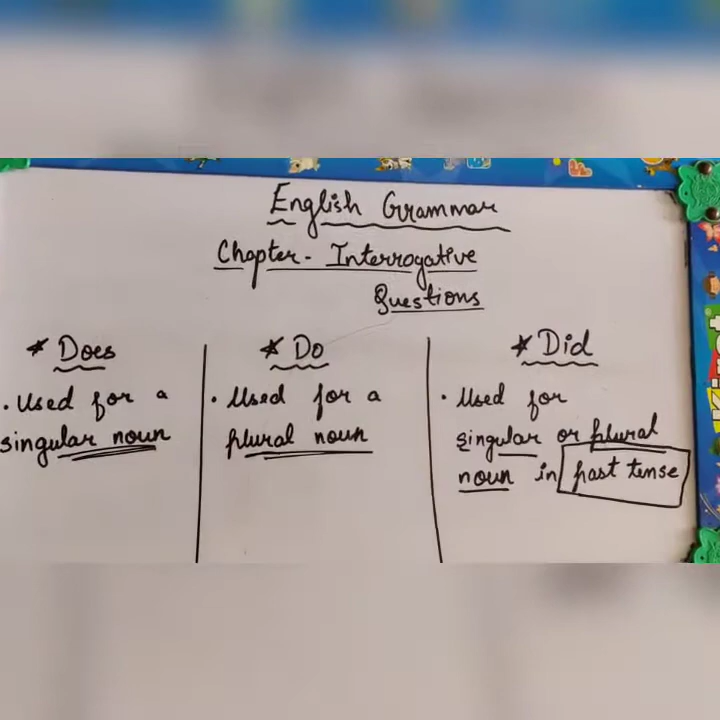 English Grammar
Chapter- Interrogative
Questions
* Does
. Used for a
singular noun
* Do
. Used for a
plural noun
* Did
. Used for
singular or plural
noun in past tense